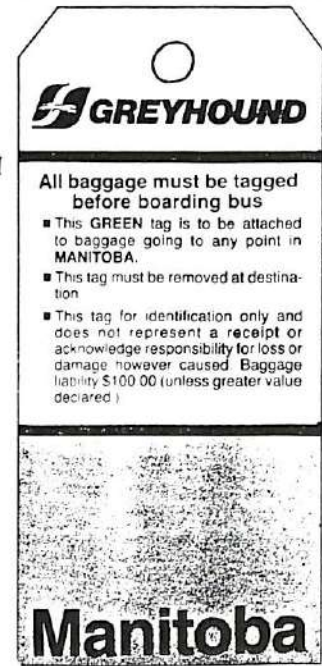 GREYHOUND
All baggage must be tagged
before boarding bus
■ This GREEN tag is to be attached
to baggage going to any point in
MANITOBA.
■ This tag must be removed at destina-
tion
■ This tag for identification only and
does not represent a receipt or
acknowledge responsibility for loss or
damage however caused. Baggage
liability $100.00 (unless greater value
declared.)
Manitoba